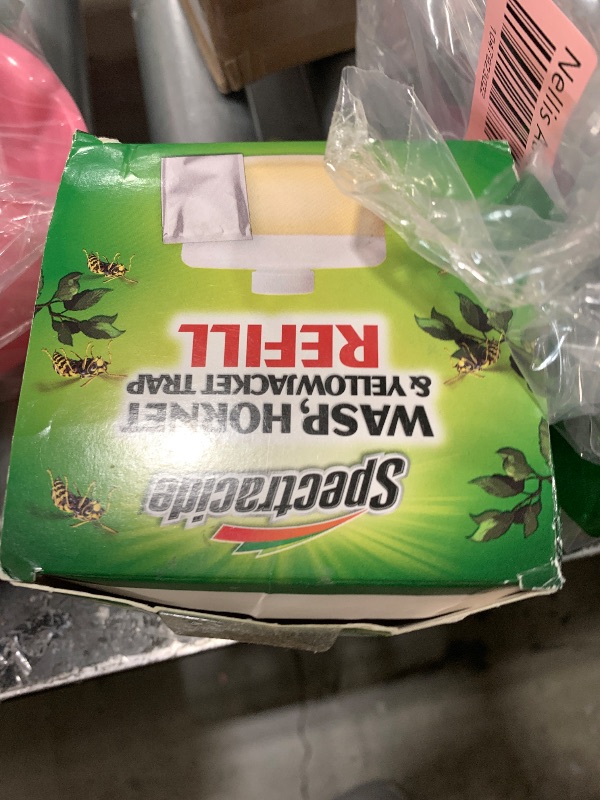 Spectracide
WASP, HORNET
& YELLOWJACKET TRAP
REFILL
Nellis